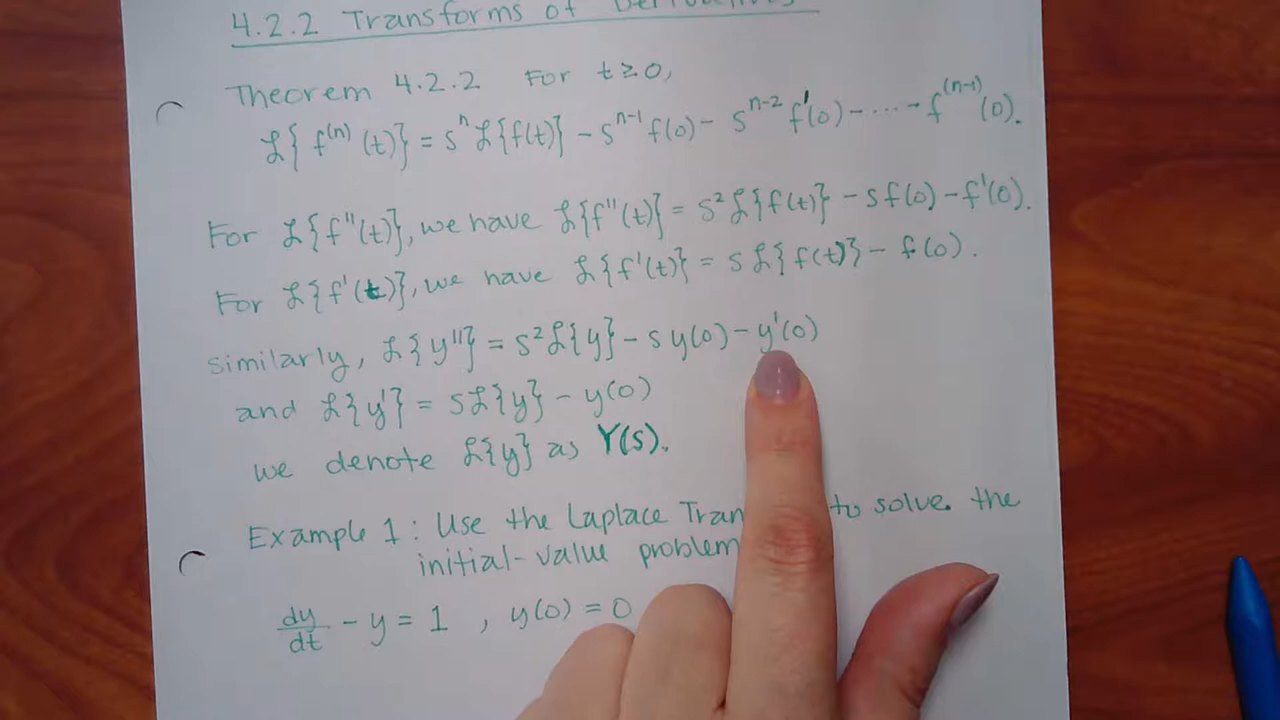 4.2.2 Transforms of Derivatives
Theorem 4.2.2 For t ≥ 0,
ℒ{f⁽ⁿ⁾(t)} = sⁿℒ{f(t)} - sⁿ⁻¹f(0) - sⁿ⁻²f'(0) - ···· - f⁽ⁿ⁻¹⁾(0).
For ℒ{f''(t)}, we have ℒ{f''(t)} = s²ℒ{f(t)} - sf(0) - f'(0).
For ℒ{f'(t)}, we have ℒ{f'(t)} = sℒ{f(t)} - f(0).
similarly, ℒ{y''} = s²ℒ{y} - sy(0) - y'(0)
and ℒ{y'} = sℒ{y} - y(0)
we denote ℒ{y} as Y(s).
Example 1: Use the Laplace Tran to solve the
initial-value problem
dy/dt - y = 1 , y(0) = 0